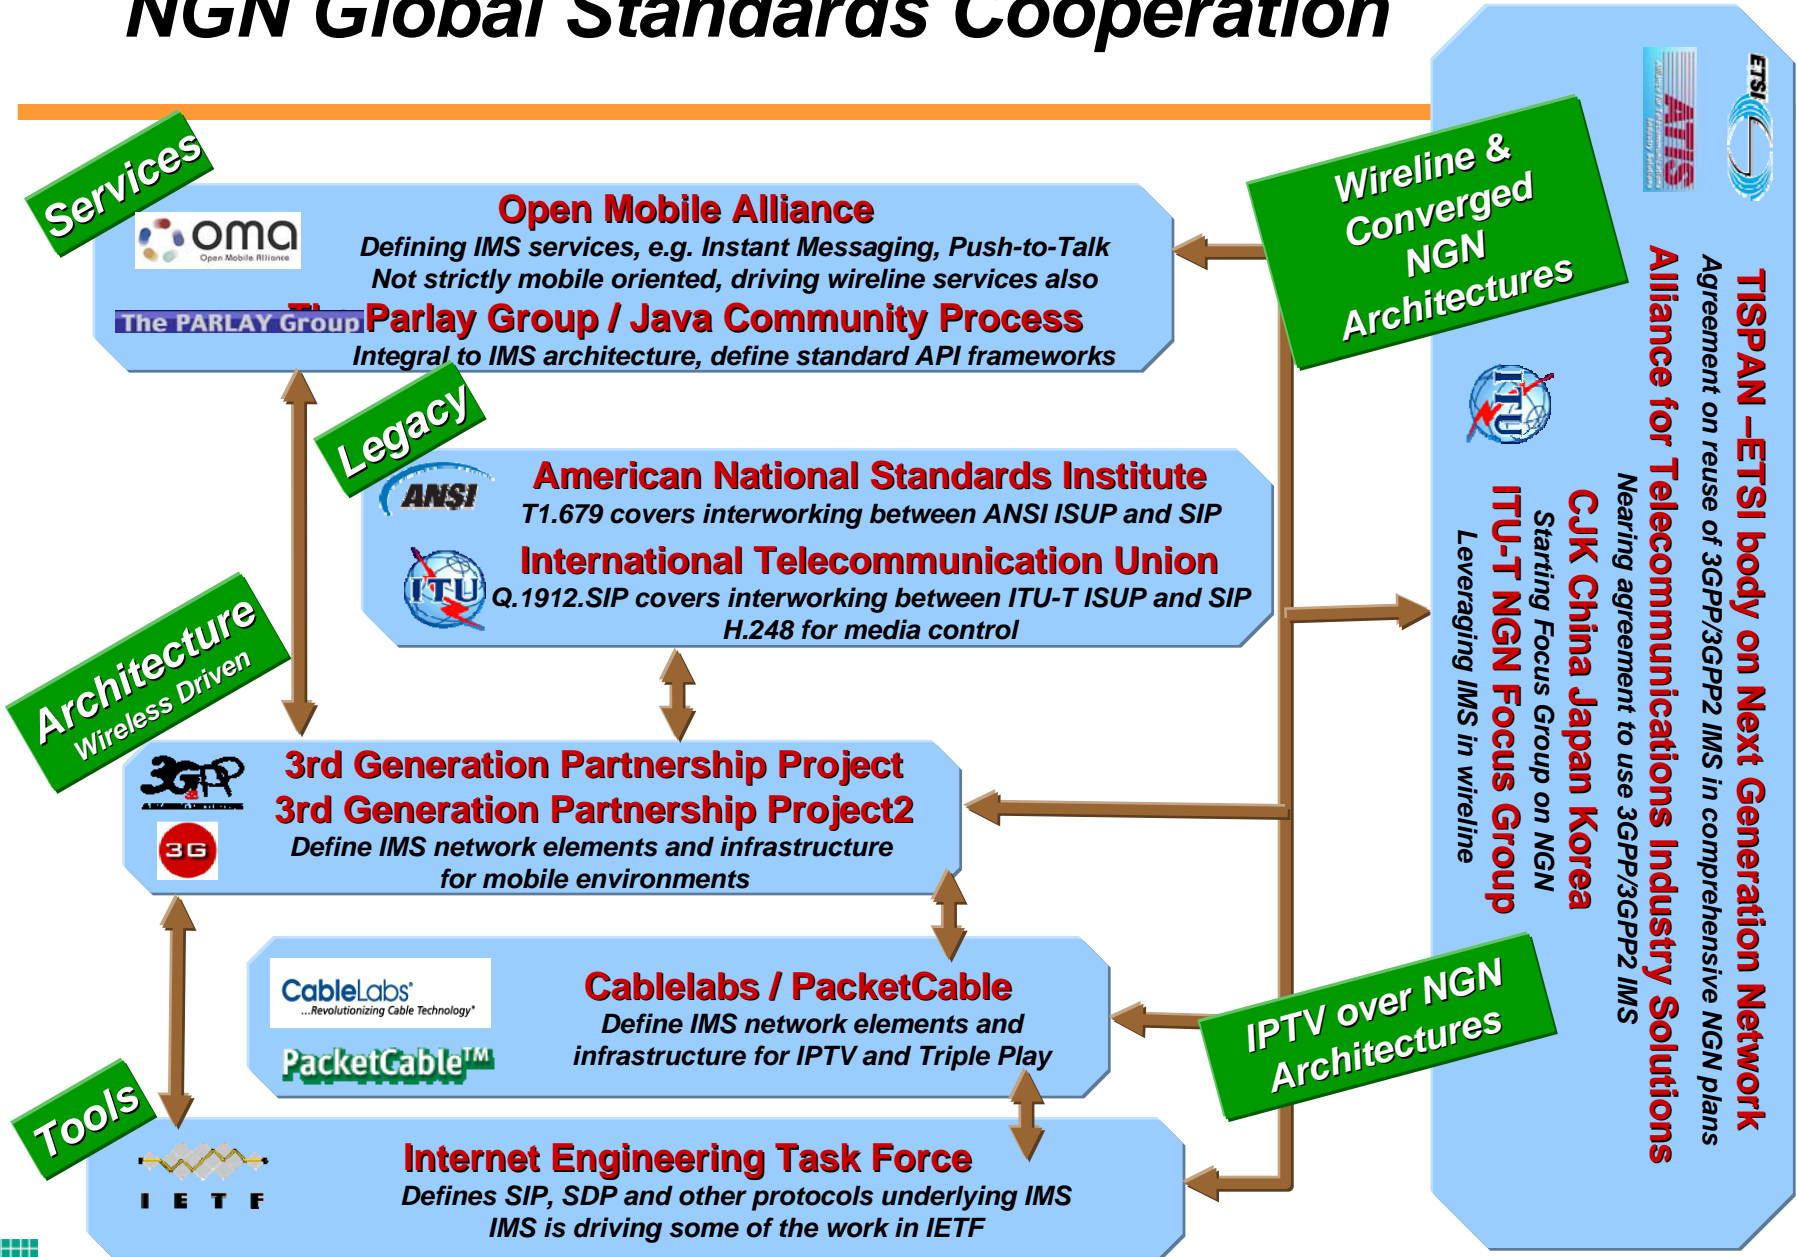 NGN Global Standards Cooperation
Services
oma
Open Mobile Alliance
Open Mobile Alliance
Defining IMS services, e.g. Instant Messaging, Push-to-Talk
Not strictly mobile oriented, driving wireline services also
The PARLAY Group
The Parlay Group / Java Community Process
Integral to IMS architecture, define standard API frameworks
Legacy
ANSI
American National Standards Institute
T1.679 covers interworking between ANSI ISUP and SIP
ITU
International Telecommunication Union
Q.1912.SIP covers interworking between ITU-T ISUP and SIP
H.248 for media control
Architecture
Wireless Driven
3GPP
3G
3rd Generation Partnership Project
3rd Generation Partnership Project2
Define IMS network elements and infrastructure
for mobile environments
CableLabs®
...Revolutionizing Cable Technology®
PacketCable™
Cablelabs / PacketCable
Define IMS network elements and
infrastructure for IPTV and Triple Play
Tools
IETF
Internet Engineering Task Force
Defines SIP, SDP and other protocols underlying IMS
IMS is driving some of the work in IETF
Wireline &
Converged
NGN
Architectures
IPTV over NGN
Architectures
ETSI
ATIS
TISPAN –ETSI body on Next Generation Network
Agreement on reuse of 3GPP/3GPP2 IMS in comprehensive NGN plans
Alliance for Telecommunications Industry Solutions
Nearing agreement to use 3GPP/3GPP2 IMS
CJK China Japan Korea
Starting Focus Group on NGN
ITU
ITU-T NGN Focus Group
Leveraging IMS in wireline